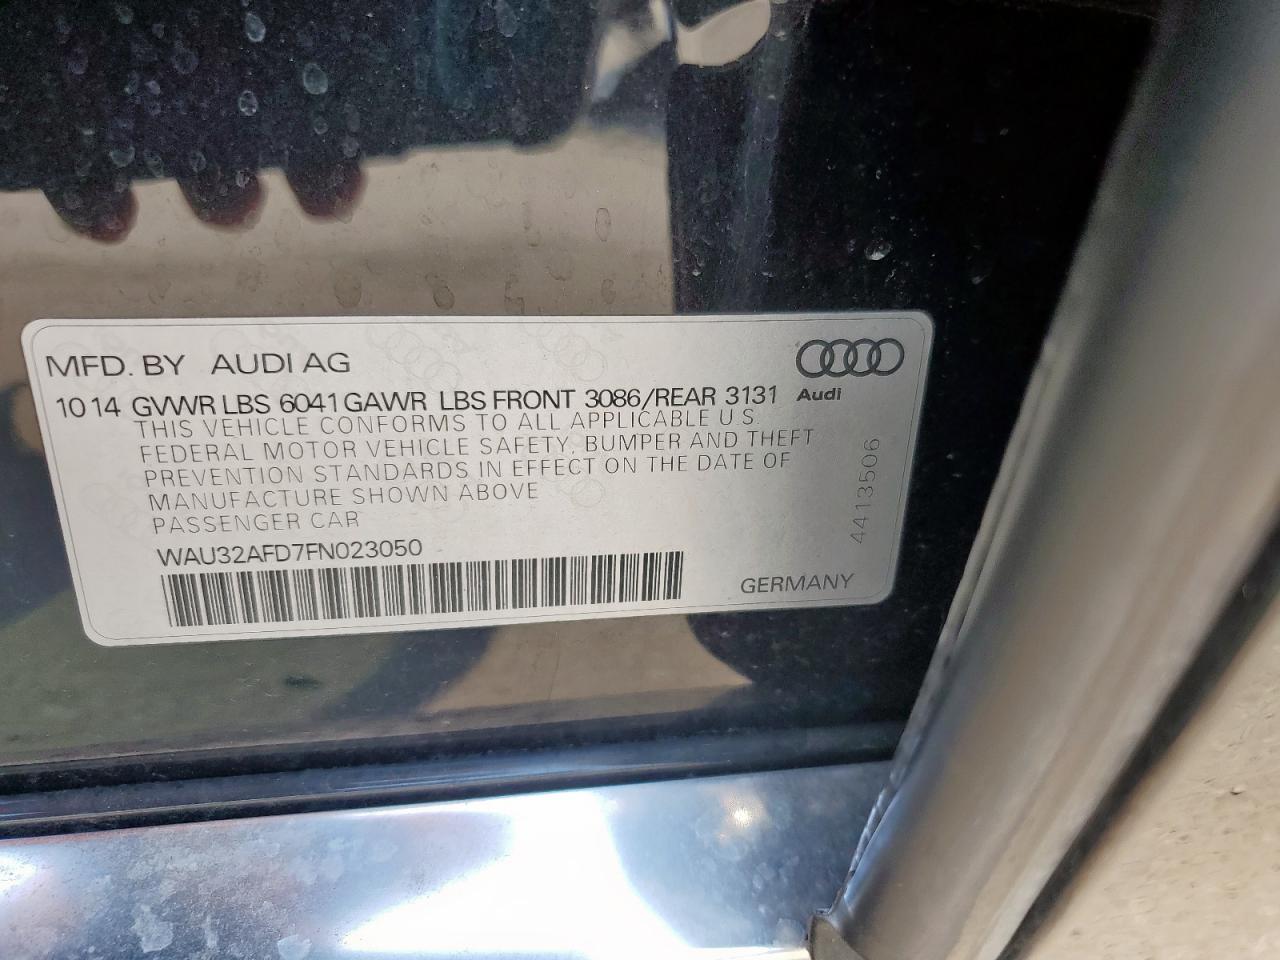 MFD. BY AUDI AG
10 14 GVWR LBS 6041 GAWR LBS FRONT 3086/REAR 3131
Audi
THIS VEHICLE CONFORMS TO ALL APPLICABLE U.S.
FEDERAL MOTOR VEHICLE SAFETY, BUMPER AND THEFT
PREVENTION STANDARDS IN EFFECT ON THE DATE OF
MANUFACTURE SHOWN ABOVE
PASSENGER CAR
WAU32AFD7FN023050
GERMANY
4413506